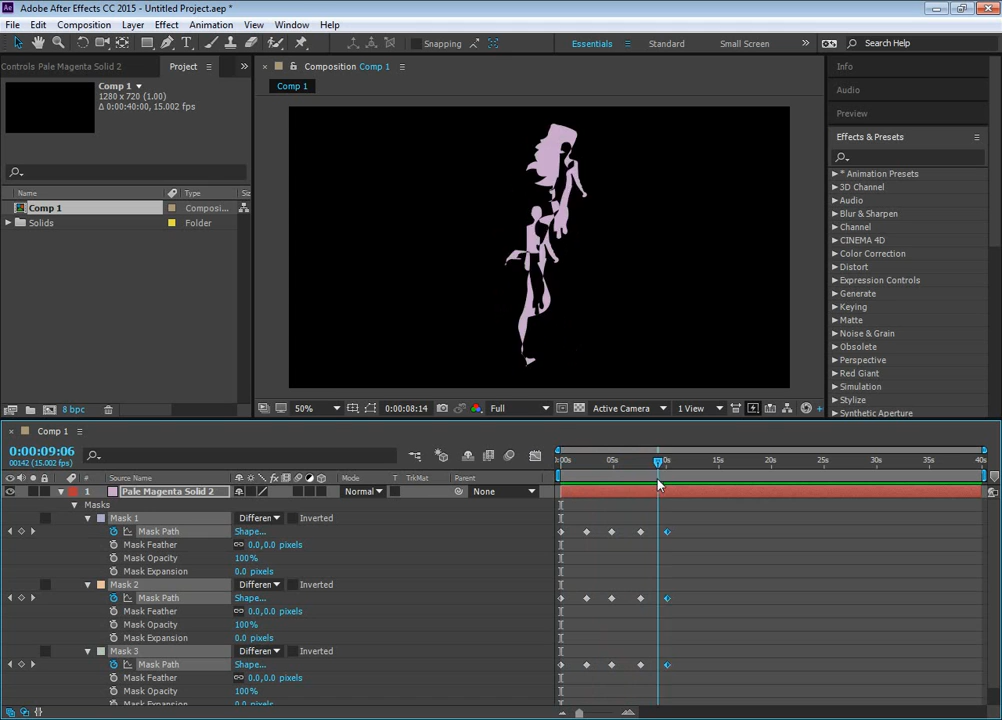 Adobe After Effects CC 2015 - Untitled Project.aep *
File Edit Composition Layer Effect Animation View Window Help
Snapping Essentials Standard Small Screen Search Help
Controls Pale Magenta Solid 2 Project
Comp 1
1280 x 720 (1.00)
Δ 0:00:40:00, 15.002 fps
Name Type Siz
Comp 1 Composi...
Solids Folder
8 bpc
Composition Comp 1
Comp 1
50% 0:00:08:14 Full Active Camera 1 View
Info
Audio
Preview
Effects & Presets
* Animation Presets
3D Channel
Audio
Blur & Sharpen
Channel
CINEMA 4D
Color Correction
Distort
Expression Controls
Generate
Keying
Matte
Noise & Grain
Obsolete
Perspective
Red Giant
Simulation
Stylize
Synthetic Aperture
Comp 1
0:00:09:06
00142 (15.002 fps)
# Source Name Mode T TrkMat Parent
:00s 05s 10s 15s 20s 25s 30s 35s 40s
1 Pale Magenta Solid 2 Normal None
Masks
Mask 1 Differen Inverted
Mask Path Shape...
Mask Feather 0.0,0.0 pixels
Mask Opacity 100%
Mask Expansion 0.0 pixels
Mask 2 Differen Inverted
Mask Path Shape...
Mask Feather 0.0,0.0 pixels
Mask Opacity 100%
Mask Expansion 0.0 pixels
Mask 3 Differen Inverted
Mask Path Shape...
Mask Feather 0.0,0.0 pixels
Mask Opacity 100%